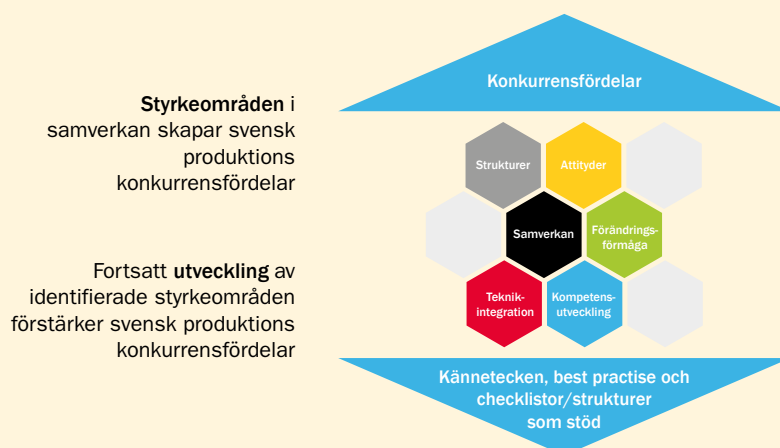 Styrkeområden i
samverkan skapar svensk
produktions
konkurrensfördelar
Fortsatt utveckling av
identifierade styrkeområden
förstärker svensk produktions
konkurrensfördelar
Konkurrensfördelar
Strukturer
Attityder
Samverkan
Förändrings-
förmåga
Teknik-
integration
Kompetens-
utveckling
Kännetecken, best practise och
checklistor/strukturer
som stöd